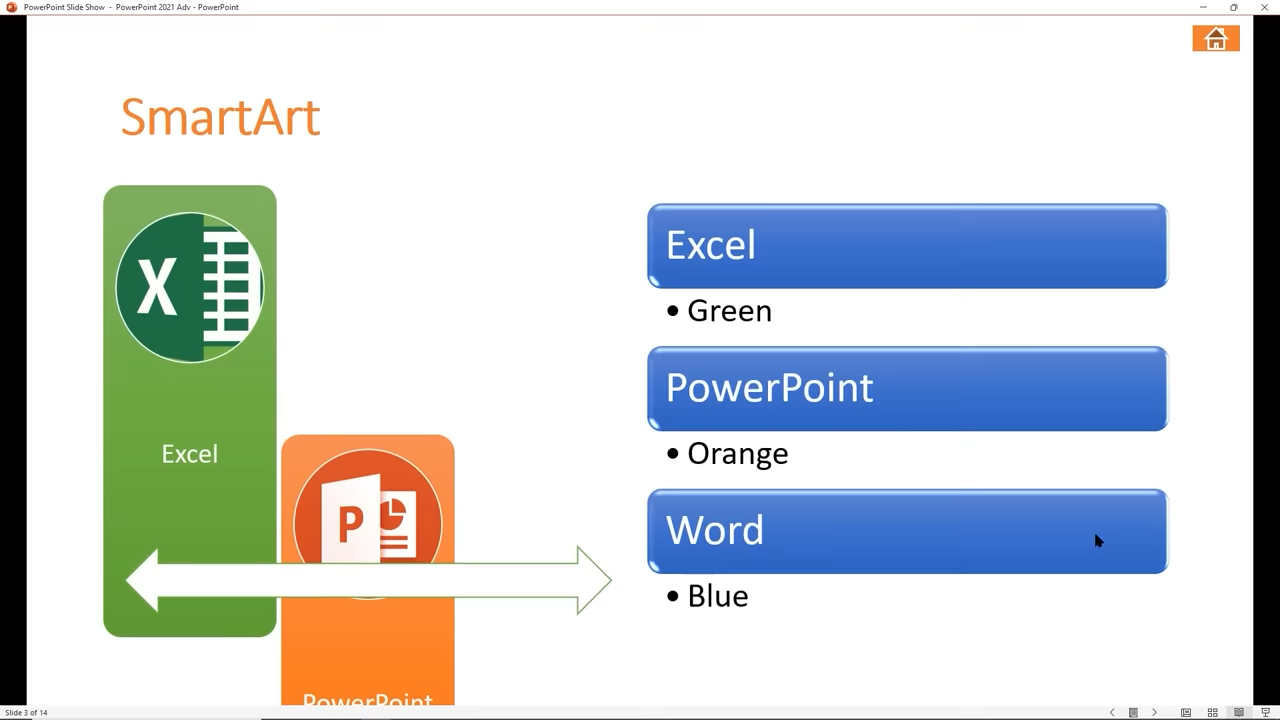 PowerPoint Slide Show - PowerPoint 2021 Adv - PowerPoint
SmartArt
X
Excel
P
PowerPoint
Excel
• Green
PowerPoint
• Orange
Word
• Blue
Slide 3 of 14